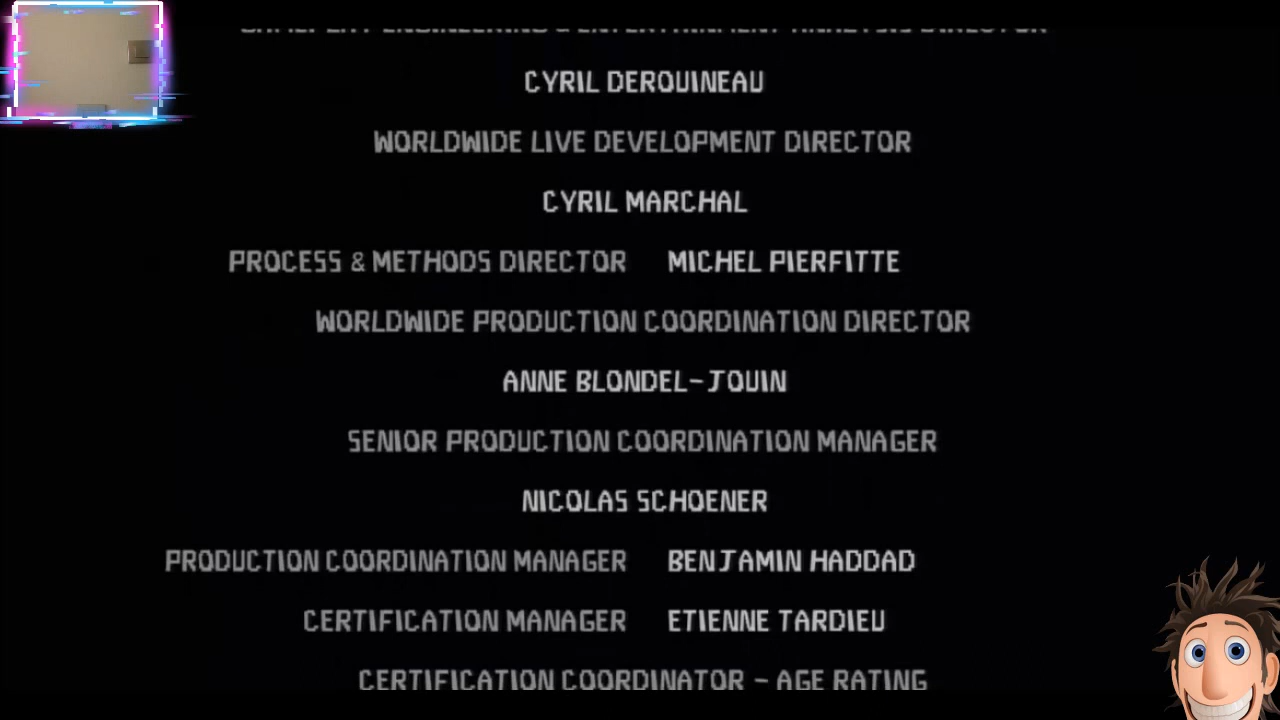 CYRIL DEROUINEAU
WORLDWIDE LIVE DEVELOPMENT DIRECTOR
CYRIL MARCHAL
PROCESS & METHODS DIRECTOR MICHEL PIERFITTE
WORLDWIDE PRODUCTION COORDINATION DIRECTOR
ANNE BLONDEL-JOUIN
SENIOR PRODUCTION COORDINATION MANAGER
NICOLAS SCHOENER
PRODUCTION COORDINATION MANAGER BENJAMIN HADDAD
CERTIFICATION MANAGER ETIENNE TARDIEU
CERTIFICATION COORDINATOR - AGE RATING